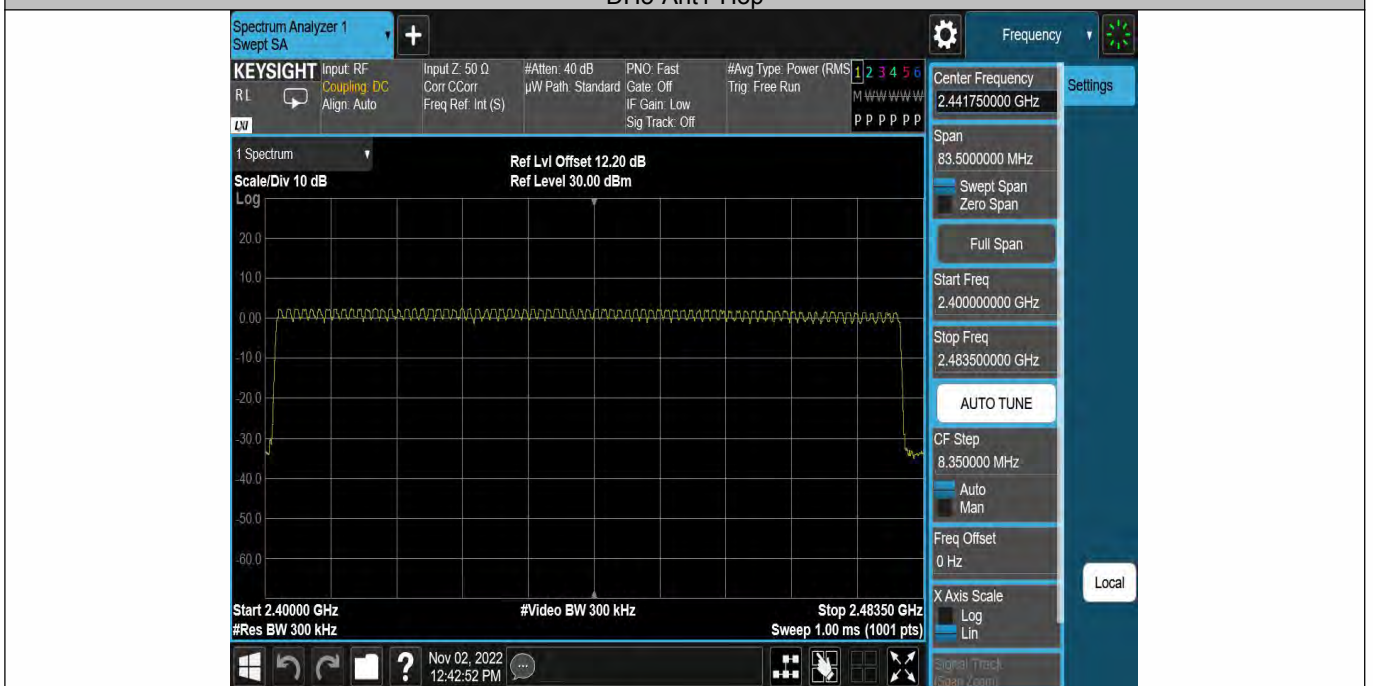 Spectrum Analyzer 1
Swept SA
Frequency
KEYSIGHT
RL
LXI
Input: RF
Coupling: DC
Align: Auto
Input Z: 50 Ω
Corr CCorr
Freq Ref: Int (S)
#Atten: 40 dB
µW Path: Standard
PNO: Fast
Gate: Off
IF Gain: Low
Sig Track: Off
#Avg Type: Power (RMS
Trig: Free Run
1 2 3 4 5 6
M W W W W W
P P P P P P
Settings
Center Frequency
2.441750000 GHz
Span
83.5000000 MHz
Swept Span
Zero Span
Full Span
Start Freq
2.400000000 GHz
Stop Freq
2.483500000 GHz
AUTO TUNE
CF Step
8.350000 MHz
Auto
Man
Freq Offset
0 Hz
X Axis Scale
Log
Lin
Signal Track
(Span Zoom)
Local
1 Spectrum
Scale/Div 10 dB
Ref Lvl Offset 12.20 dB
Ref Level 30.00 dBm
Log
20.0
10.0
0.00
-10.0
-20.0
-30.0
-40.0
-50.0
-60.0
Start 2.40000 GHz
#Res BW 300 kHz
#Video BW 300 kHz
Stop 2.48350 GHz
Sweep 1.00 ms (1001 pts)
?
Nov 02, 2022
12:42:52 PM